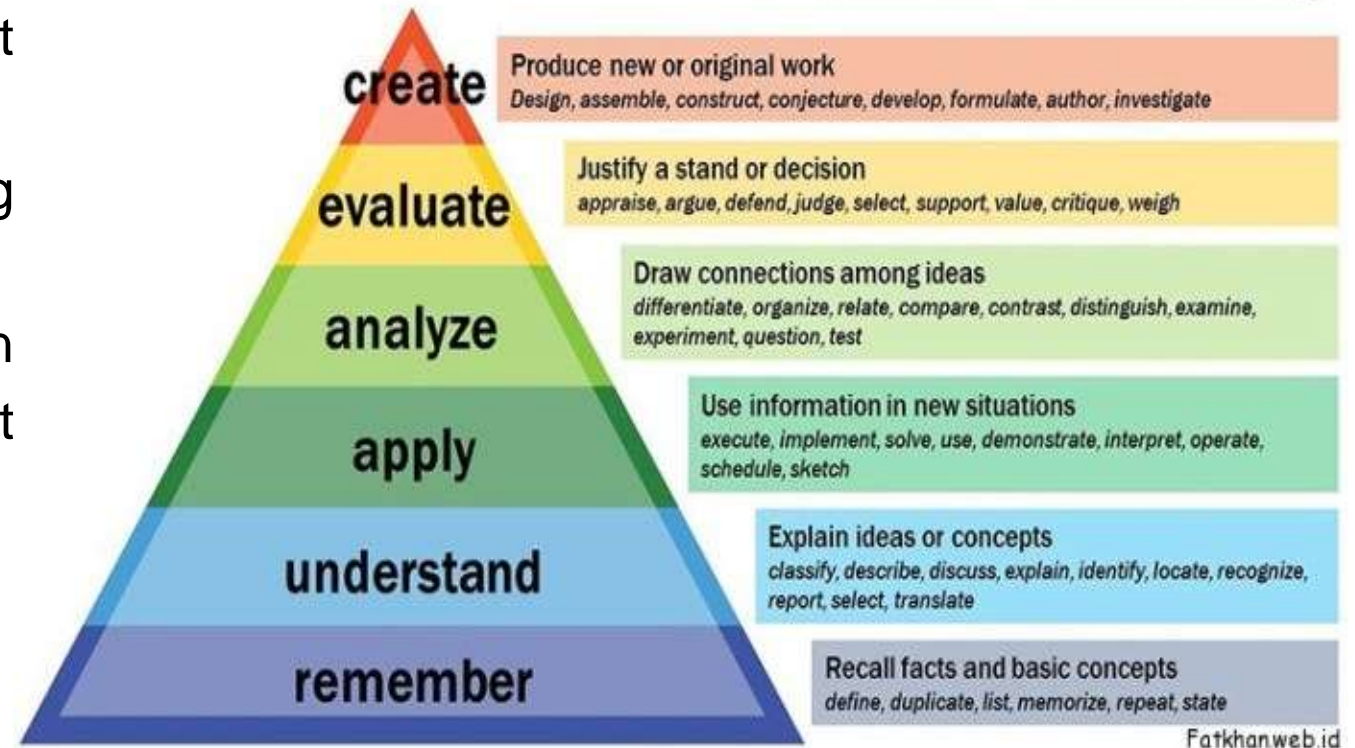 t
g
n
t
create
Produce new or original work
Design, assemble, construct, conjecture, develop, formulate, author, investigate
evaluate
Justify a stand or decision
appraise, argue, defend, judge, select, support, value, critique, weigh
analyze
Draw connections among ideas
differentiate, organize, relate, compare, contrast, distinguish, examine,
experiment, question, test
apply
Use information in new situations
execute, implement, solve, use, demonstrate, interpret, operate,
schedule, sketch
understand
Explain ideas or concepts
classify, describe, discuss, explain, identify, locate, recognize,
report, select, translate
remember
Recall facts and basic concepts
define, duplicate, list, memorize, repeat, state
Fatkhanweb.id